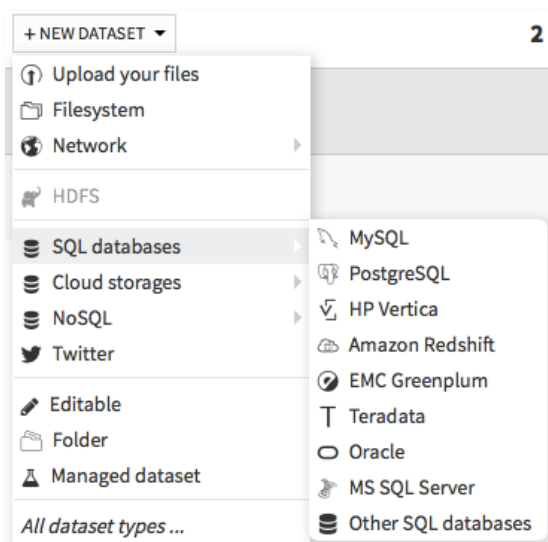 + NEW DATASET
2
Upload your files
Filesystem
Network
HDFS
SQL databases
Cloud storages
NoSQL
Twitter
Editable
Folder
Managed dataset
All dataset types ...
MySQL
PostgreSQL
HP Vertica
Amazon Redshift
EMC Greenplum
Teradata
Oracle
MS SQL Server
Other SQL databases